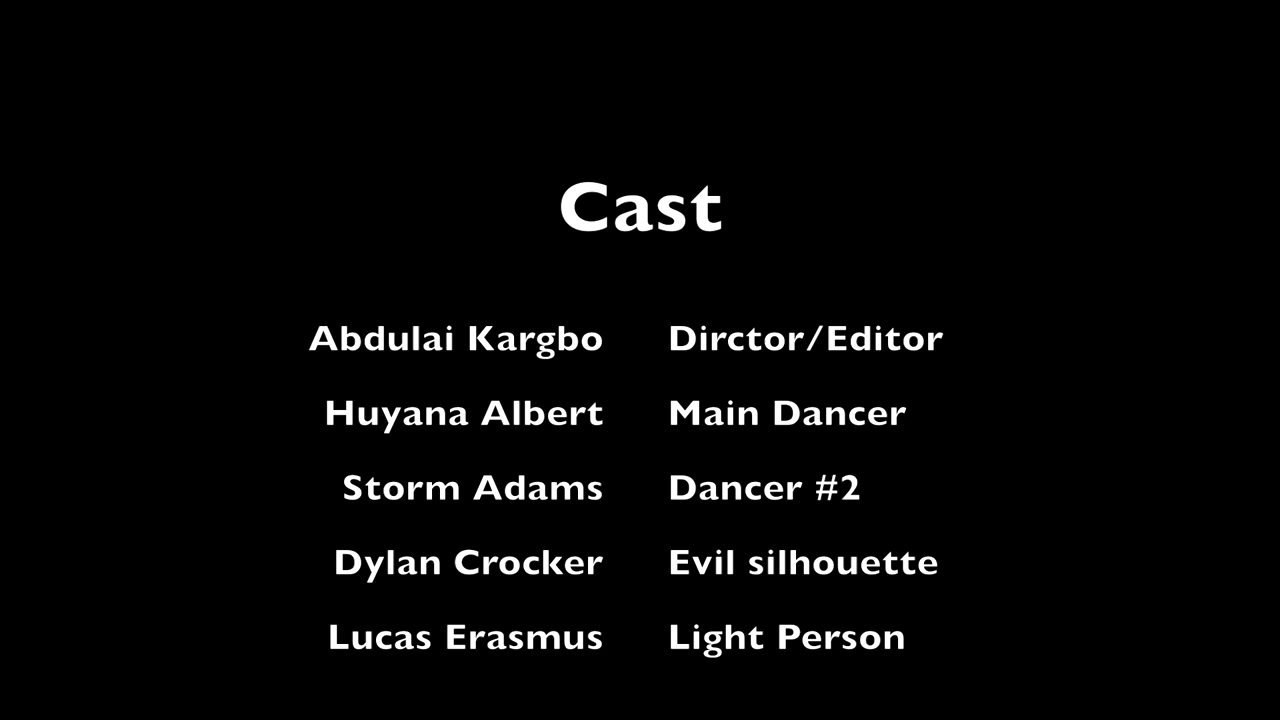 Cast
Abdulai Kargbo Dirctor/Editor
Huyana Albert Main Dancer
Storm Adams Dancer #2
Dylan Crocker Evil silhouette
Lucas Erasmus Light Person